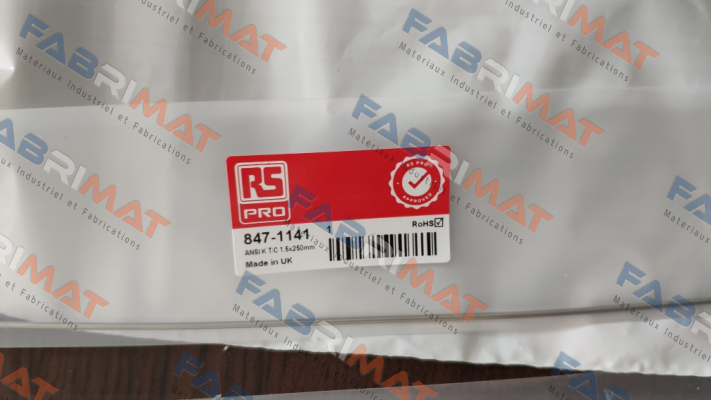 RS
PRO
RS PRO
APPROVED
847-1141
1
RoHS
ANSI K T/C 1.5x250mm
Made in UK
FABRIMAT
Materiaux Industriel et Fabrications